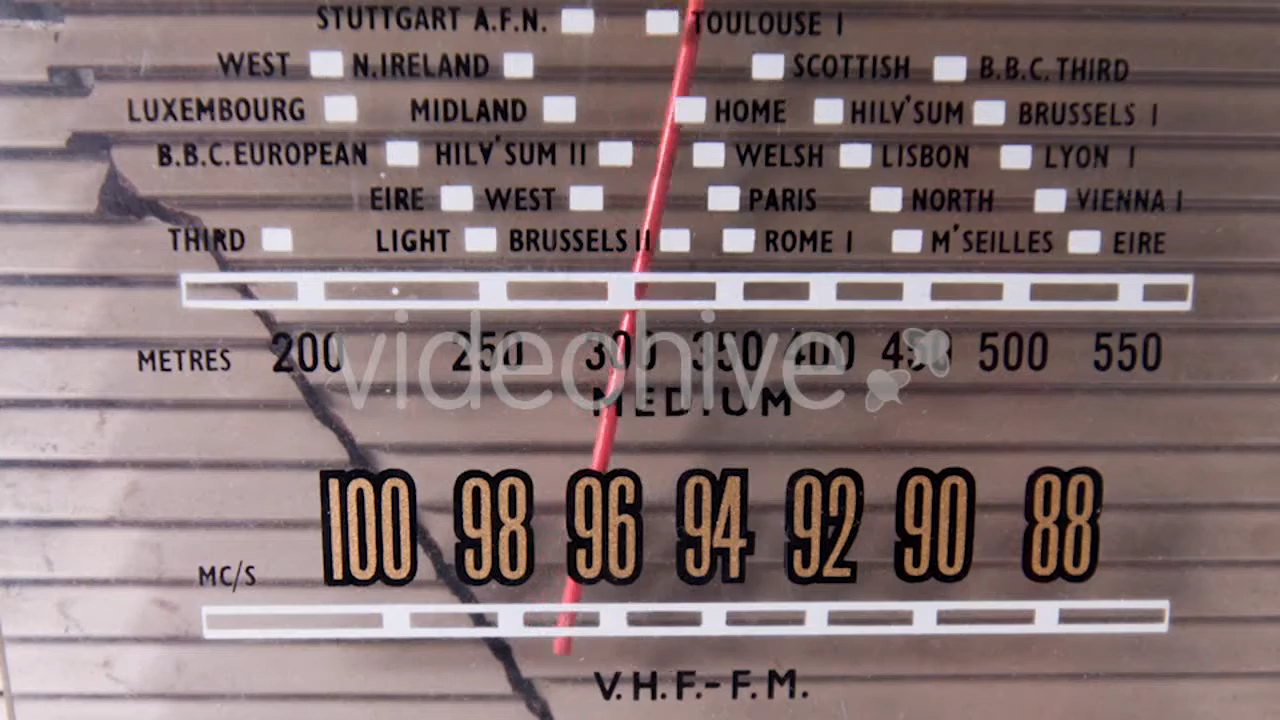 STUTTGART A.F.N. TOULOUSE I
WEST N.IRELAND SCOTTISH B.B.C. THIRD
LUXEMBOURG MIDLAND HOME HILV'SUM BRUSSELS I
B.B.C.EUROPEAN HILV'SUM II WELSH LISBON LYON I
EIRE WEST PARIS NORTH VIENNA I
THIRD LIGHT BRUSSELS II ROME I M'SEILLES EIRE
METRES 200 250 300 350 400 450 500 550
videohive
MEDIUM
100 98 96 94 92 90 88
MC/S
V.H.F.-F.M.